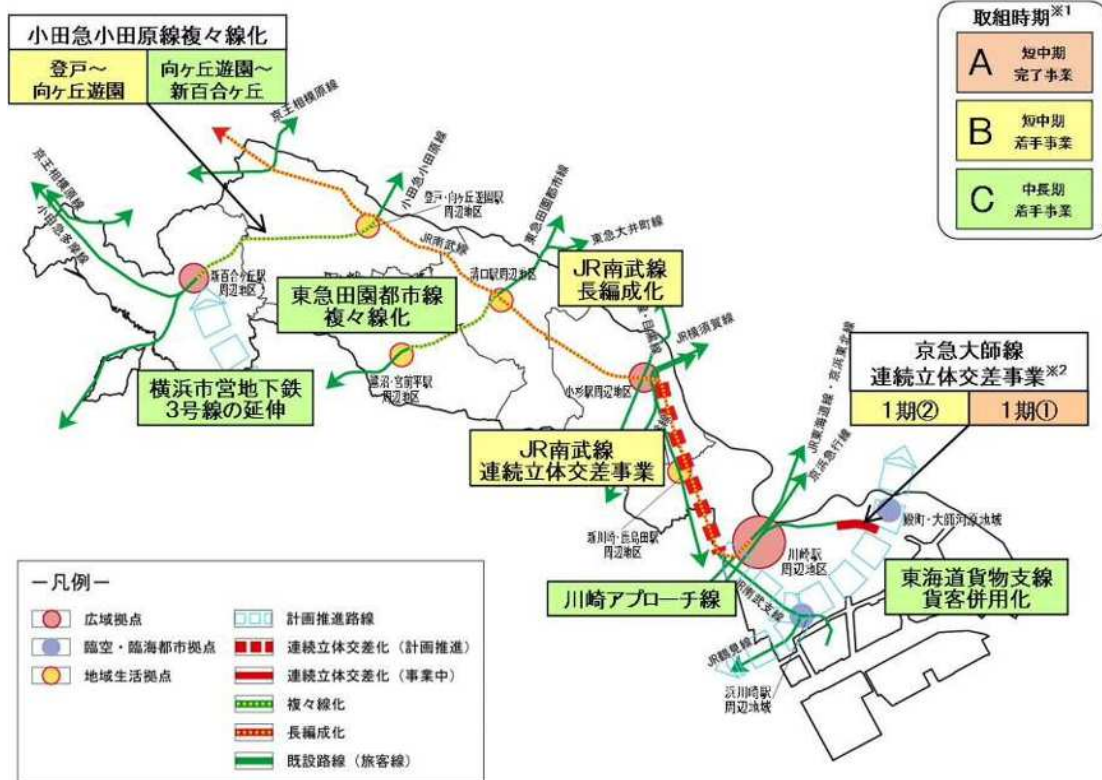 小田急小田原線複々線化
登戸～
向ヶ丘遊園
向ヶ丘遊園～
新百合ヶ丘
取組時期※1
A
短中期
完了事業
B
短中期
着手事業
C
中長期
着手事業
京王相模原線
京王相模原線
小田急多摩線
小田急小田原線
登戸・向ヶ丘遊園駅
周辺地区
東急田園都市線
東急大井町線
JR南武線
溝口駅周辺地区
新百合ヶ丘駅
周辺地区
東急田園都市線
複々線化
JR南武線
長編成化
鷺沼・宮前平駅
周辺地区
横浜市営地下鉄
3号線の延伸
小杉駅周辺地区
・目黒線
JR横須賀線
JR東海道線・京浜東北線
京浜急行線
京急大師線
連続立体交差事業※2
1期②
1期①
JR南武線
連続立体交差事業
新川崎・鹿島田駅
周辺地区
川崎駅
周辺地区
殿町・大師河原地域
川崎アプローチ線
JR南武支線
東海道貨物支線
貨客併用化
JR鶴見線
浜川崎駅
周辺地域
－凡例－
広域拠点
臨空・臨海都市拠点
地域生活拠点
計画推進路線
連続立体交差化（計画推進）
連続立体交差化（事業中）
複々線化
長編成化
既設路線（旅客線）